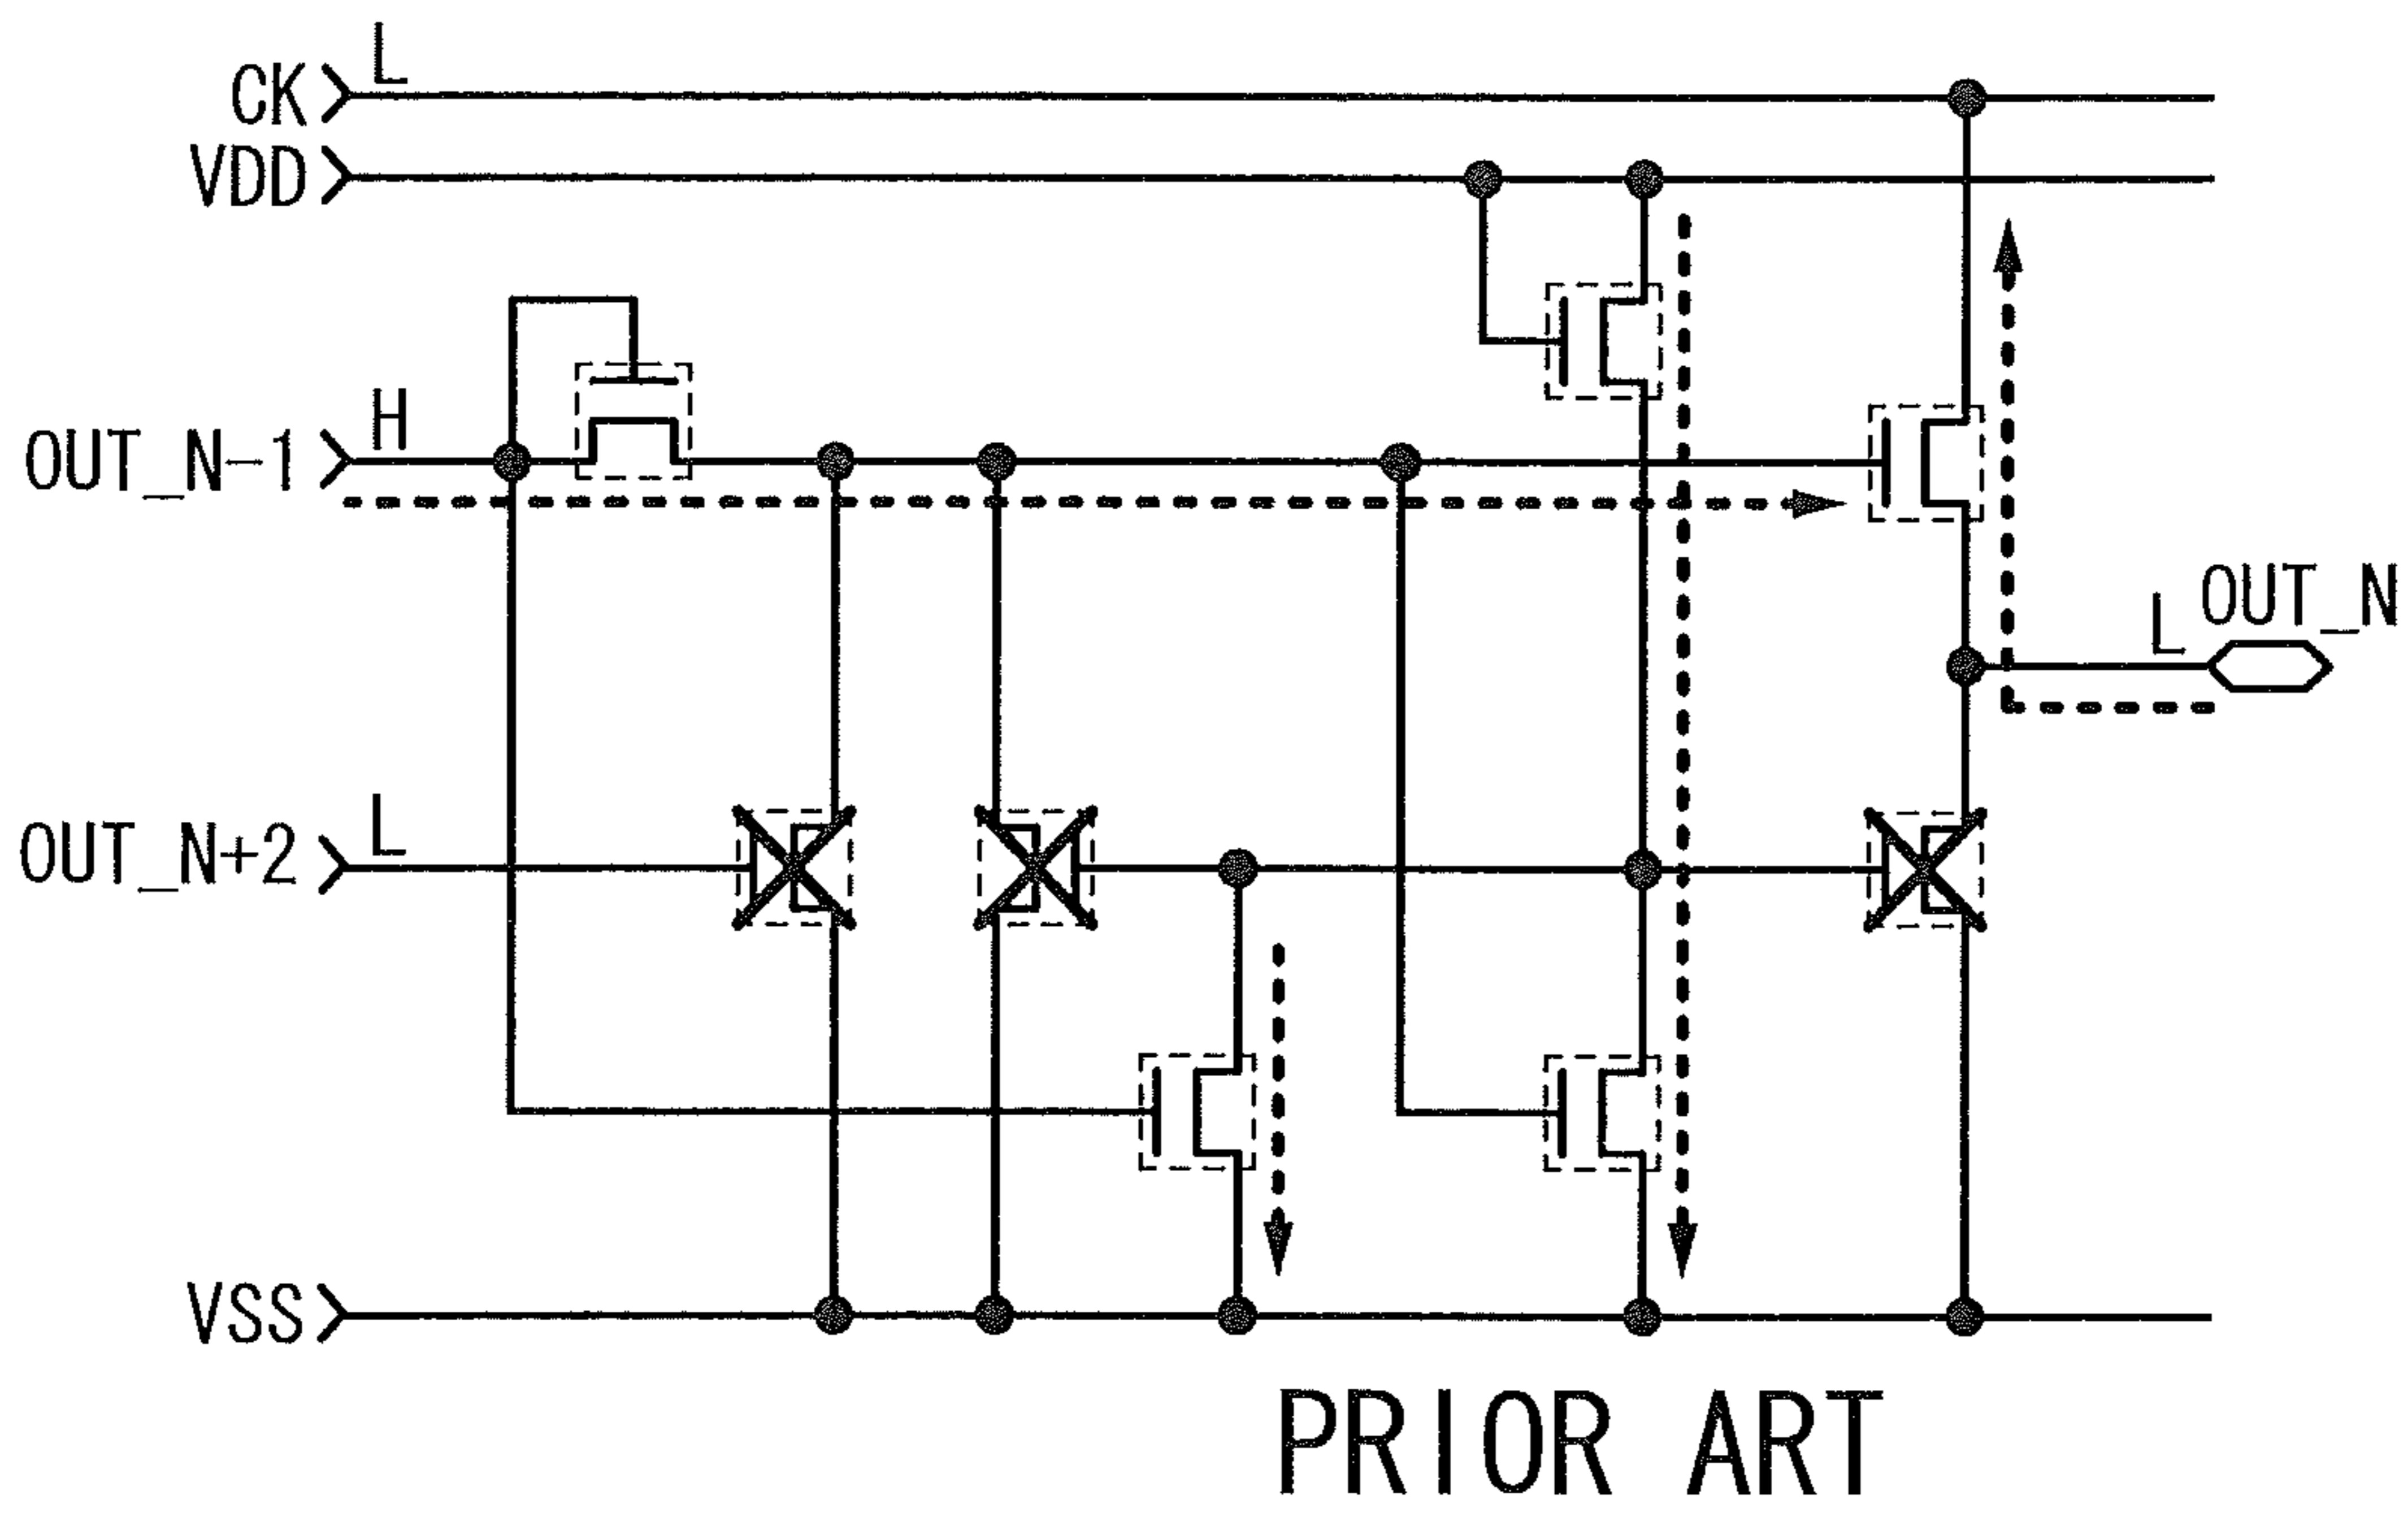 L
CK
VDD
H
OUT_N-1
L
OUT_N
L
OUT_N+2
VSS
PRIOR ART